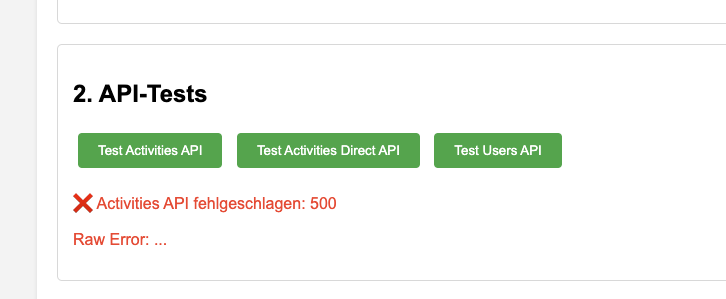 2. API-Tests
Test Activities API
Test Activities Direct API
Test Users API
❌ Activities API fehlgeschlagen: 500
Raw Error: ...